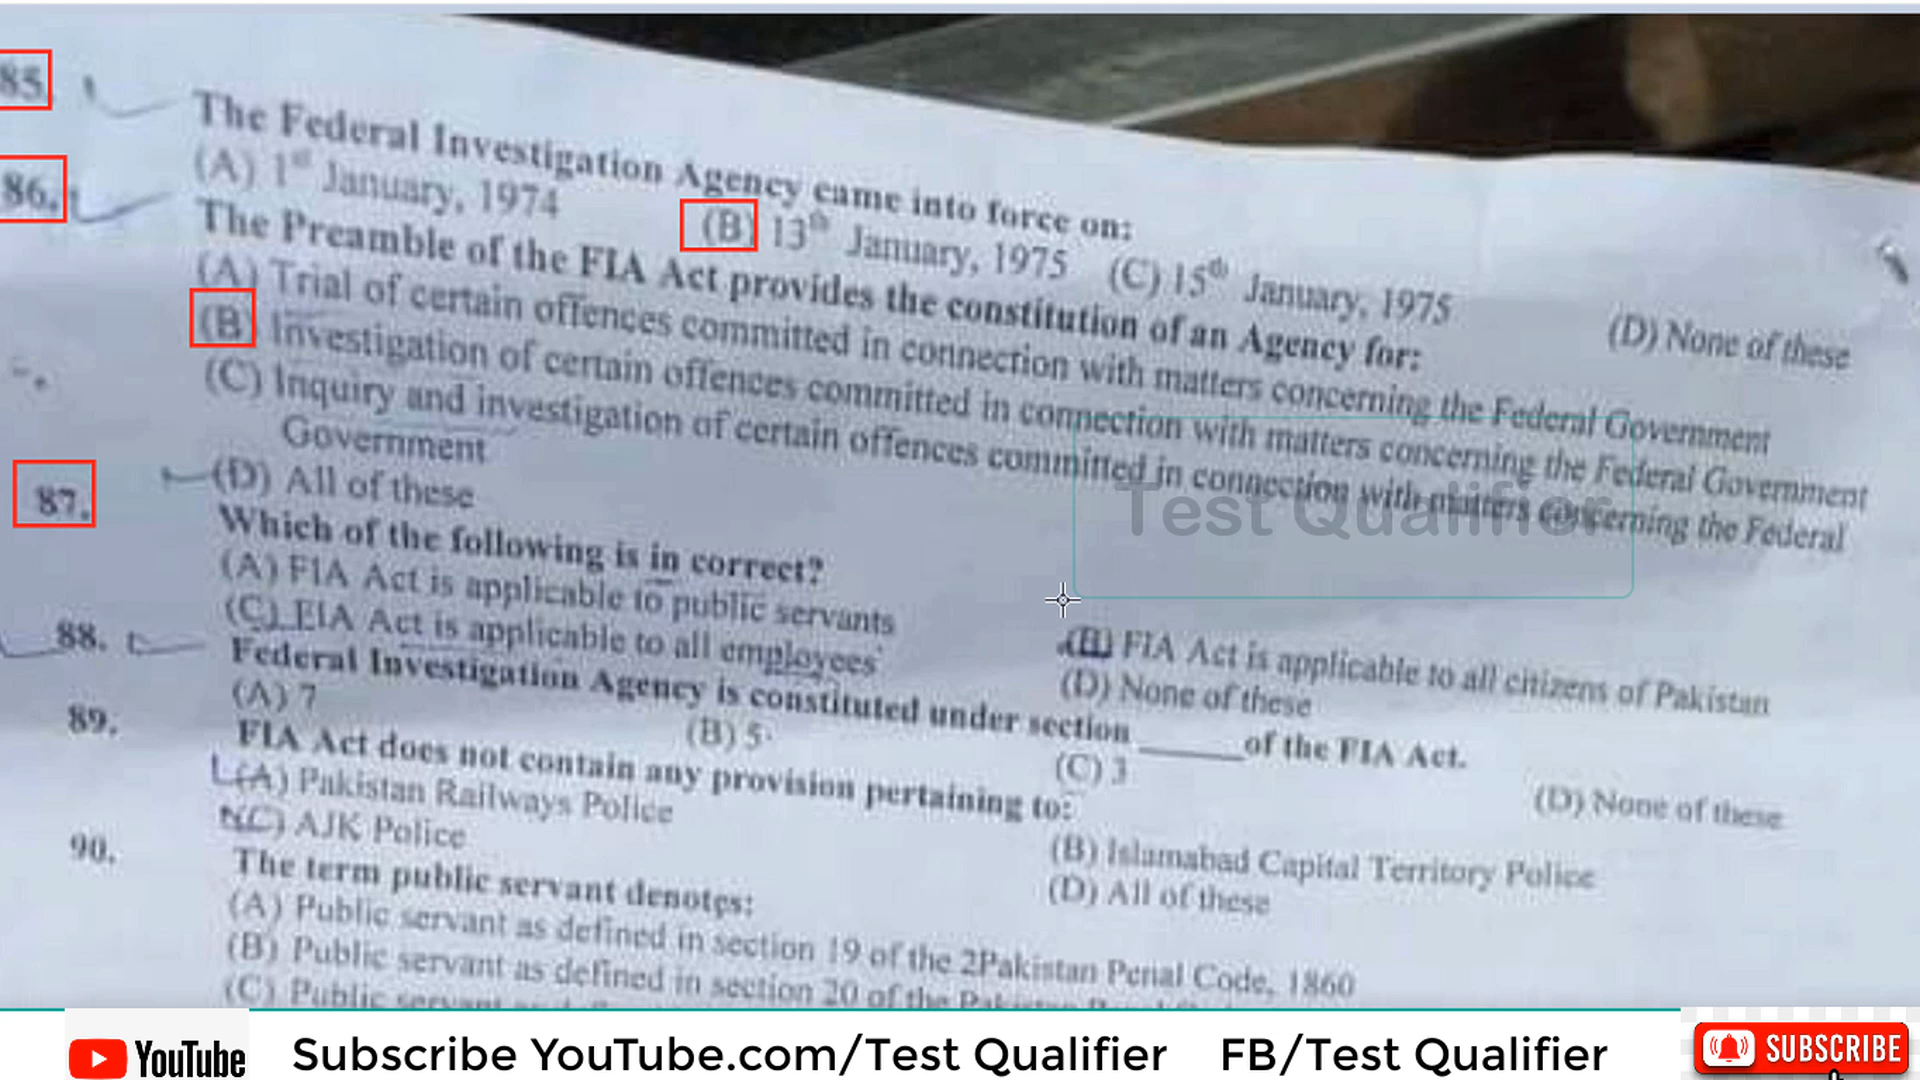 85.
The Federal Investigation Agency came into force on:
(A) 1st January, 1974 (B) 13th January, 1975 (C) 15th January, 1975 (D) None of these
86.
The Preamble of the FIA Act provides the constitution of an Agency for:
(A) Trial of certain offences committed in connection with matters concerning the Federal Government
(B) Investigation of certain offences committed in connection with matters concerning the Federal Government
(C) Inquiry and investigation of certain offences committed in connection with matters concerning the Federal
Government
(D) All of these
87.
Which of the following is in correct?
(A) FIA Act is applicable to public servants (B) FIA Act is applicable to all citizens of Pakistan
(C) FIA Act is applicable to all employees (D) None of these
88.
Federal Investigation Agency is constituted under section ______ of the FIA Act.
(A) 7 (B) 5 (C) 3 (D) None of these
89.
FIA Act does not contain any provision pertaining to:
(A) Pakistan Railways Police (B) Islamabad Capital Territory Police
(C) AJK Police (D) All of these
90.
The term public servant denotes:
(A) Public servant as defined in section 19 of the 2Pakistan Penal Code, 1860
(B) Public servant as defined in section 20 of the
(C) Public servant
Test Qualifier
YouTube Subscribe YouTube.com/Test Qualifier FB/Test Qualifier SUBSCRIBE